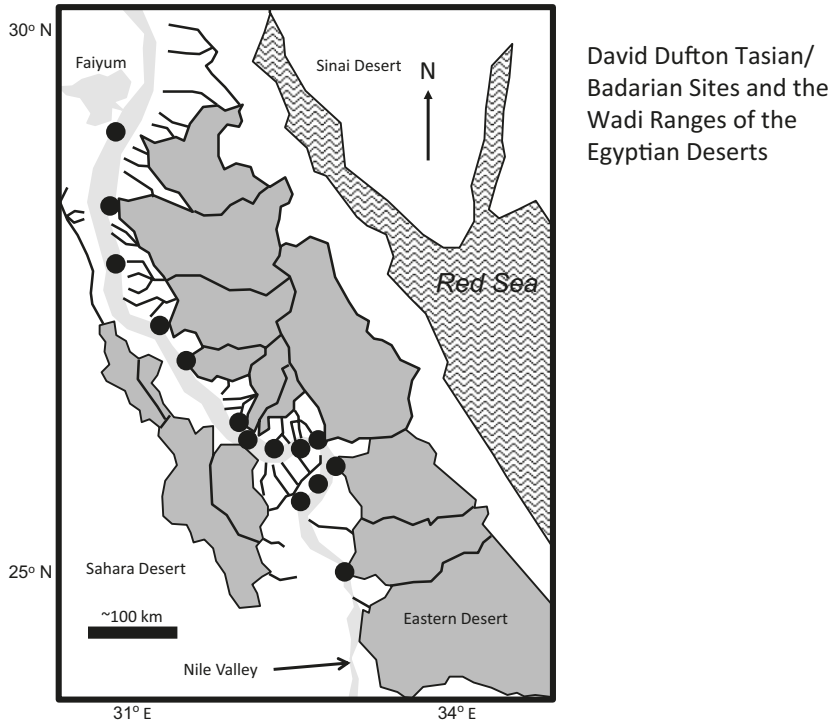 30° N
Faiyum
Sinai Desert
N
David Dufton Tasian/
Badarian Sites and the
Wadi Ranges of the
Egyptian Deserts
Red Sea
25° N
Sahara Desert
~100 km
Eastern Desert
Nile Valley
31° E
34° E